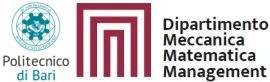 Politecnico
di Bari
Dipartimento
Meccanica
Matematica
Management